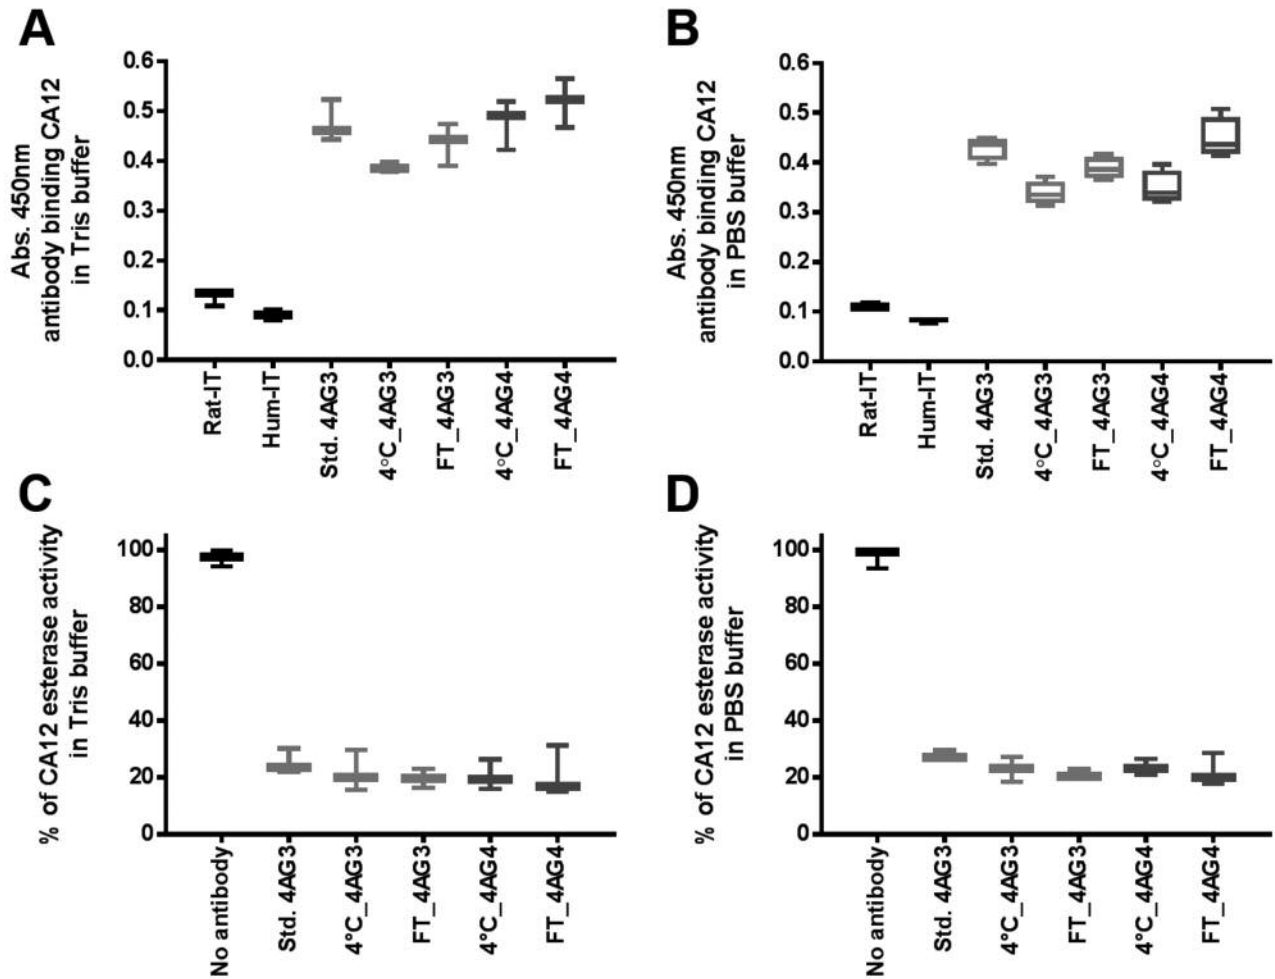 A
Abs. 450nm
antibody binding CA12
in Tris buffer
0.6
0.5
0.4
0.3
0.2
0.1
0.0
Rat-IT
Hum-IT
Std. 4AG3
4°C_4AG3
FT_4AG3
4°C_4AG4
FT_4AG4
B
Abs. 450nm
antibody binding CA12
in PBS buffer
0.6
0.5
0.4
0.3
0.2
0.1
0.0
Rat-IT
Hum-IT
Std. 4AG3
4°C_4AG3
FT_4AG3
4°C_4AG4
FT_4AG4
C
% of CA12 esterase activity
in Tris buffer
100
80
60
40
20
0
No antibody
Std. 4AG3
4°C_4AG3
FT_4AG3
4°C_4AG4
FT_4AG4
D
% of CA12 esterase activity
in PBS buffer
100
80
60
40
20
0
No antibody
Std. 4AG3
4°C_4AG3
FT_4AG3
4°C_4AG4
FT_4AG4